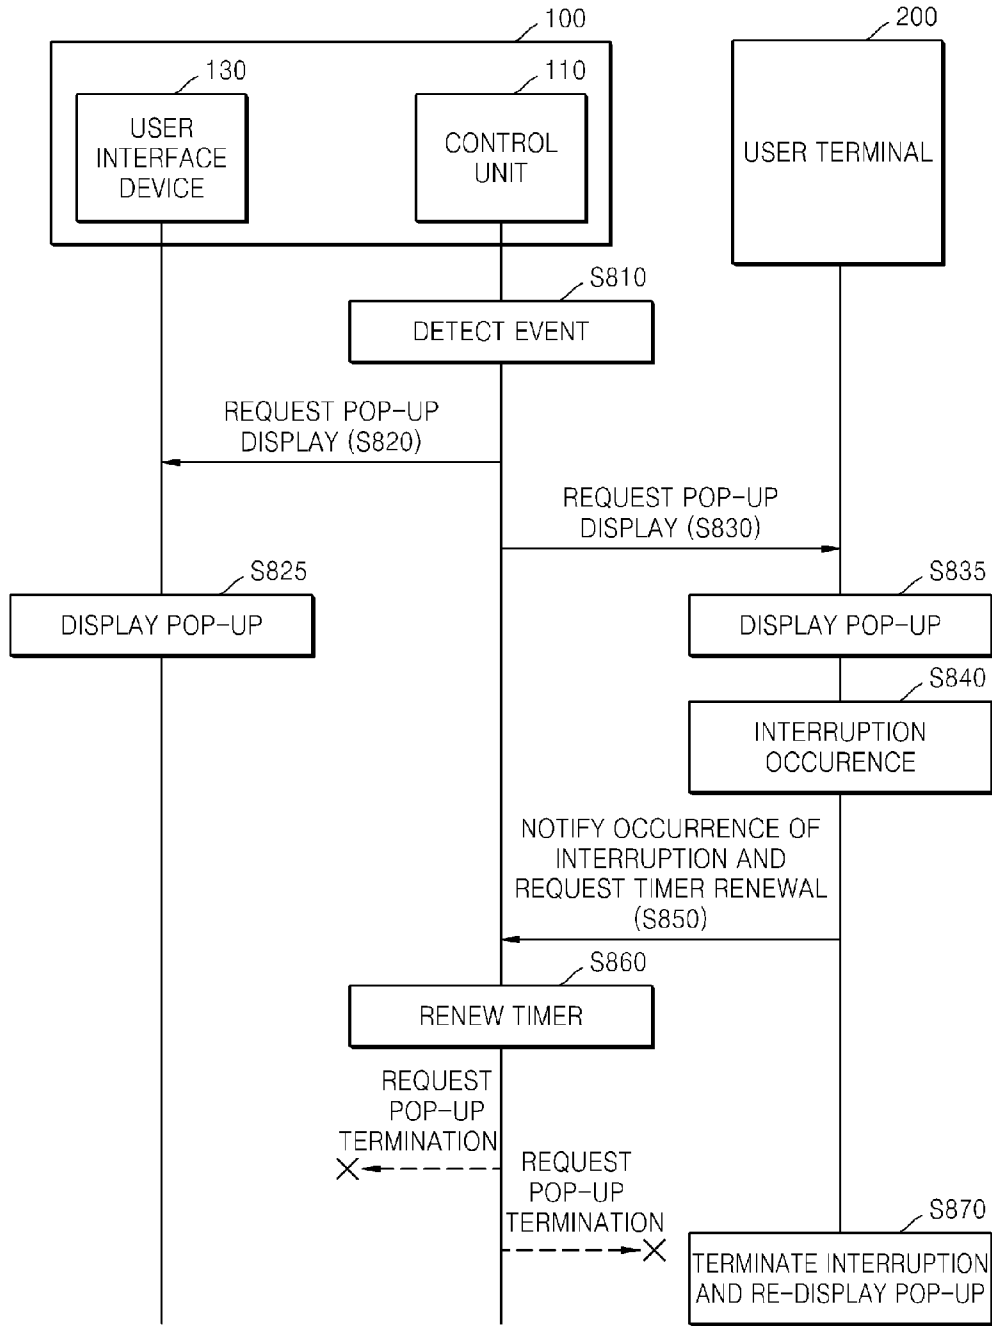 100
200
130
110
USER
INTERFACE
DEVICE
CONTROL
UNIT
USER TERMINAL
S810
DETECT EVENT
REQUEST POP-UP
DISPLAY (S820)
REQUEST POP-UP
DISPLAY (S830)
S825
DISPLAY POP-UP
S835
DISPLAY POP-UP
S840
INTERRUPTION
OCCURENCE
NOTIFY OCCURRENCE OF
INTERRUPTION AND
REQUEST TIMER RENEWAL
(S850)
S860
RENEW TIMER
REQUEST
POP-UP
TERMINATION
REQUEST
POP-UP
TERMINATION
S870
TERMINATE INTERRUPTION
AND RE-DISPLAY POP-UP